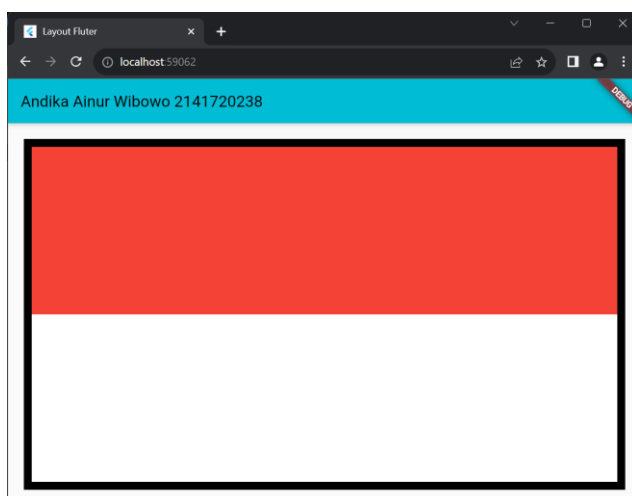 Layout Fluter
localhost:59062
Andika Ainur Wibowo 2141720238
DEBUG